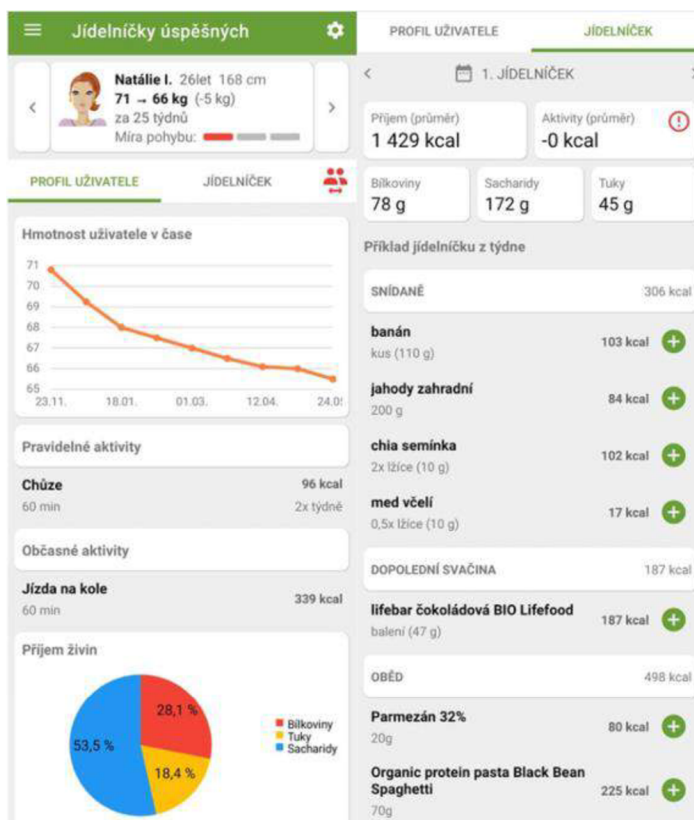 Jídelníčky úspěšných
Natálie I. 26let 168 cm
71 → 66 kg (-5 kg)
za 25 týdnů
Míra pohybu:
PROFIL UŽIVATELE JÍDELNÍČEK
Hmotnost uživatele v čase
71
70
69
68
67
66
65
23.11. 18.01. 01.03. 12.04. 24.05
Pravidelné aktivity
Chůze 96 kcal
60 min 2x týdně
Občasné aktivity
Jízda na kole 339 kcal
60 min
Příjem živin
28,1 %
53,5 %
18,4 %
Bílkoviny
Tuky
Sacharidy
PROFIL UŽIVATELE JÍDELNÍČEK
1. JÍDELNÍČEK
Příjem (průměr) Aktivity (průměr)
1 429 kcal -0 kcal
Bílkoviny Sacharidy Tuky
78 g 172 g 45 g
Příklad jídelníčku z týdne
SNÍDANĚ 306 kcal
banán 103 kcal
kus (110 g)
jahody zahradní 84 kcal
200 g
chia semínka 102 kcal
2x lžíce (10 g)
med včelí 17 kcal
0,5x lžíce (10 g)
DOPOLEDNÍ SVAČINA 187 kcal
lifebar čokoládová BIO Lifefood 187 kcal
balení (47 g)
OBĚD 498 kcal
Parmezán 32% 80 kcal
20g
Organic protein pasta Black Bean
Spaghetti 225 kcal
70g